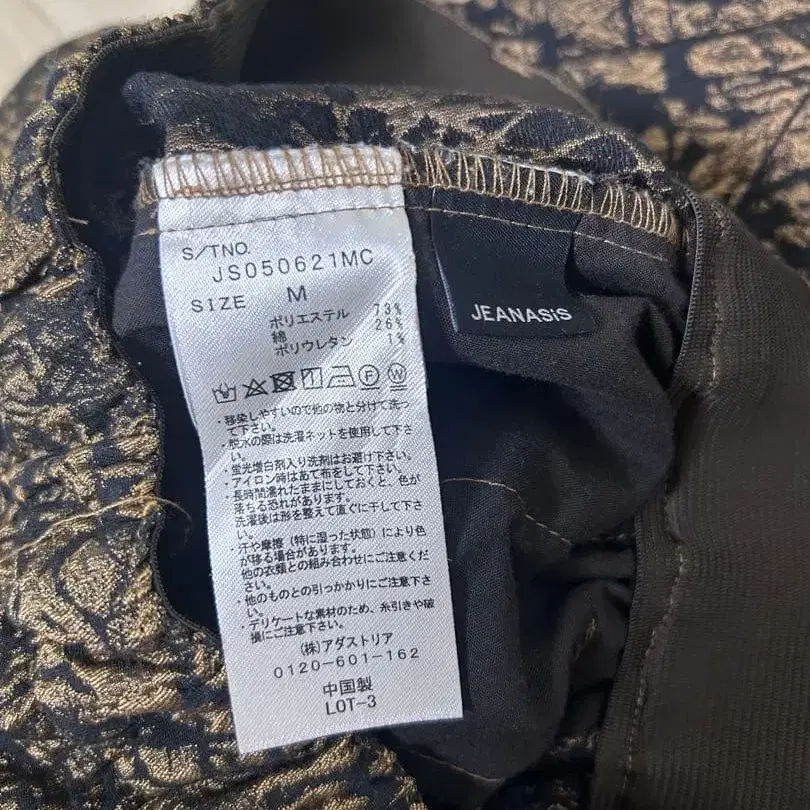 S/TNO.
JS050621MC
SIZE M
ポリエステル 73%
綿 26%
ポリウレタン 1%
F W
・移染しやすいので他の物と分けて洗っ
て下さい。
・脱水の際は洗濯ネットを使用して下さ
い。
・蛍光増白剤入り洗剤はお避け下さい。
・アイロン時はあて布をして下さい。
・長時間濡れたままにしておくと、色が
落ちる恐れがあります。
洗濯後は形を整えて直ぐに干して下さ
い。
・汗や摩擦(特に湿った状態)により色
が移る場合があります。
他の衣類との組み合わせにご注意くだ
さい。
・他のものとの引っかかりにご注意下さ
い。
・デリケートな素材のため、糸引きや破
損にご注意下さい。
(株)アダストリア
0120-601-162
中国製
LOT-3
JEANASiS